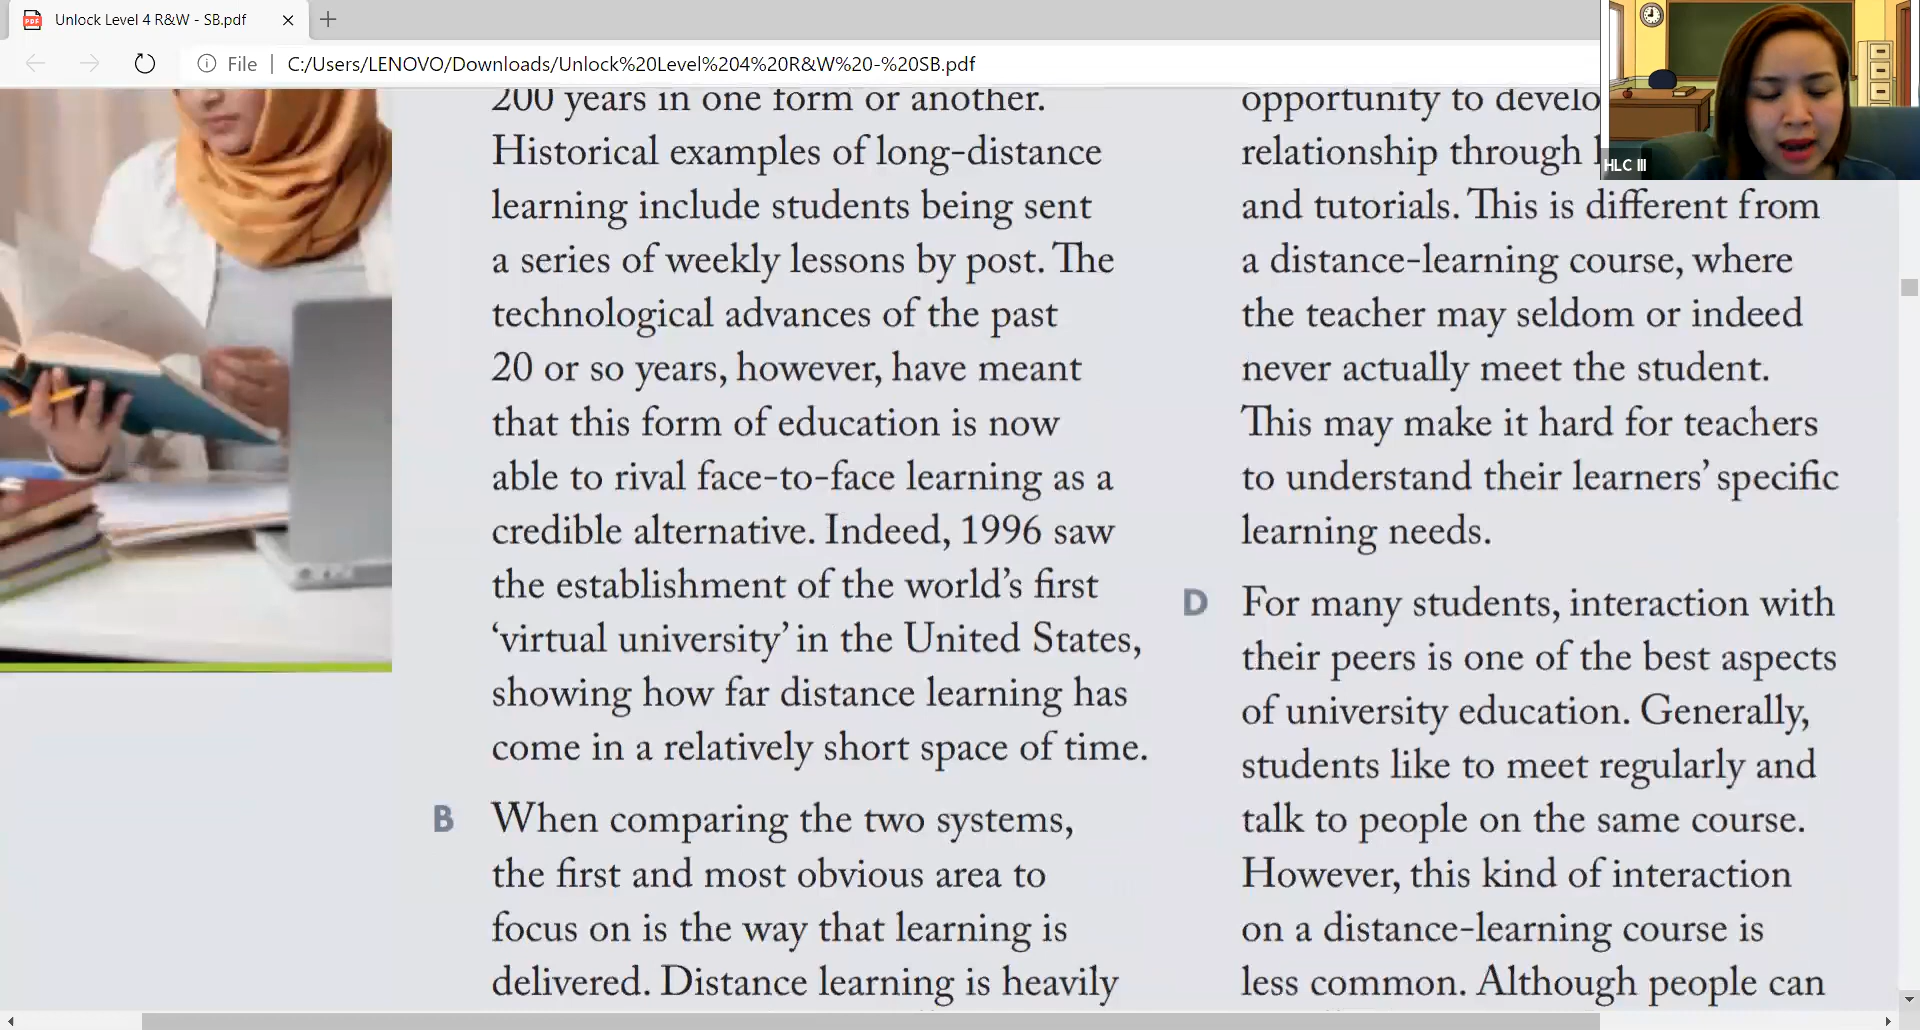 Unlock Level 4 R&W - SB.pdf
File
C:/Users/LENOVO/Downloads/Unlock%20Level%204%20R&W%20-%20SB.pdf
HLC III
200 years in one form or another.
Historical examples of long-distance
learning include students being sent
a series of weekly lessons by post. The
technological advances of the past
20 or so years, however, have meant
that this form of education is now
able to rival face-to-face learning as a
credible alternative. Indeed, 1996 saw
the establishment of the world’s first
‘virtual university’ in the United States,
showing how far distance learning has
come in a relatively short space of time.
B When comparing the two systems,
the first and most obvious area to
focus on is the way that learning is
delivered. Distance learning is heavily
opportunity to
relationship through
and tutorials. This is different from
a distance-learning course, where
the teacher may seldom or indeed
never actually meet the student.
This may make it hard for teachers
to understand their learners’ specific
learning needs.
D For many students, interaction with
their peers is one of the best aspects
of university education. Generally,
students like to meet regularly and
talk to people on the same course.
However, this kind of interaction
on a distance-learning course is
less common. Although people can